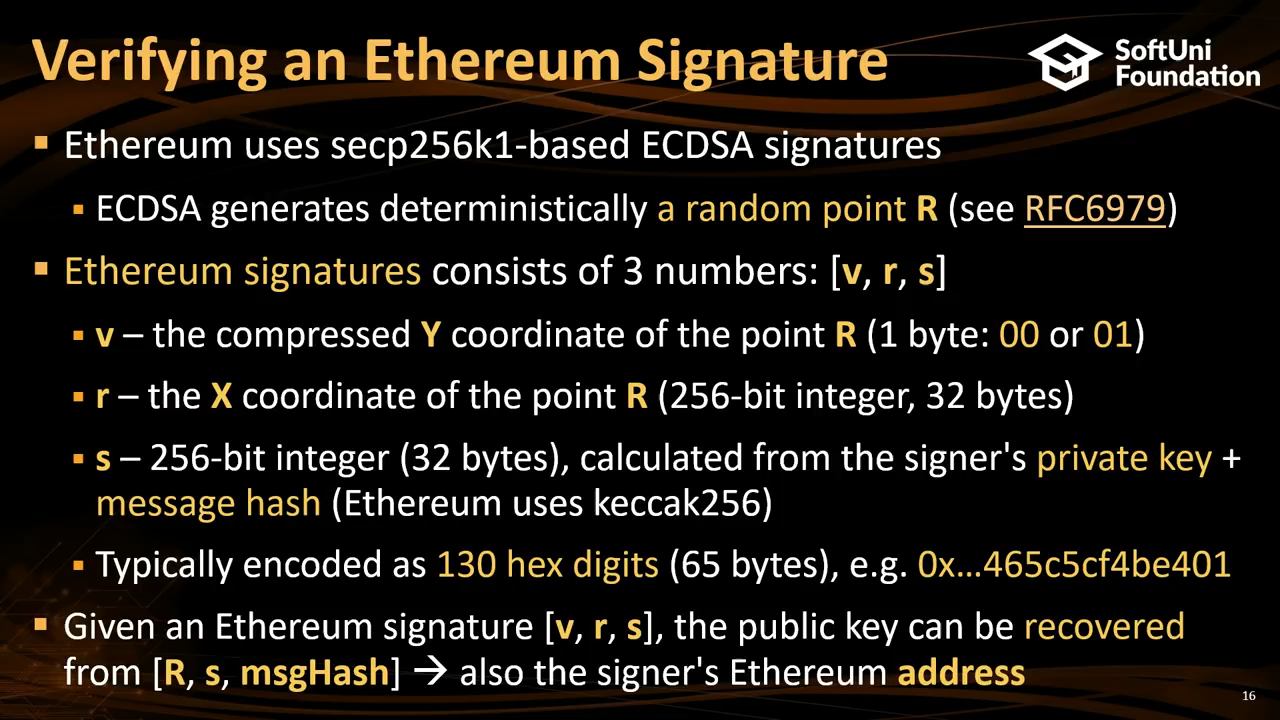 Verifying an Ethereum Signature
SoftUni
Foundation
▪ Ethereum uses secp256k1-based ECDSA signatures
▪ ECDSA generates deterministically a random point R (see RFC6979)
▪ Ethereum signatures consists of 3 numbers: [v, r, s]
▪ v – the compressed Y coordinate of the point R (1 byte: 00 or 01)
▪ r – the X coordinate of the point R (256-bit integer, 32 bytes)
▪ s – 256-bit integer (32 bytes), calculated from the signer's private key +
message hash (Ethereum uses keccak256)
▪ Typically encoded as 130 hex digits (65 bytes), e.g. 0x…465c5cf4be401
▪ Given an Ethereum signature [v, r, s], the public key can be recovered
from [R, s, msgHash] → also the signer's Ethereum address
16